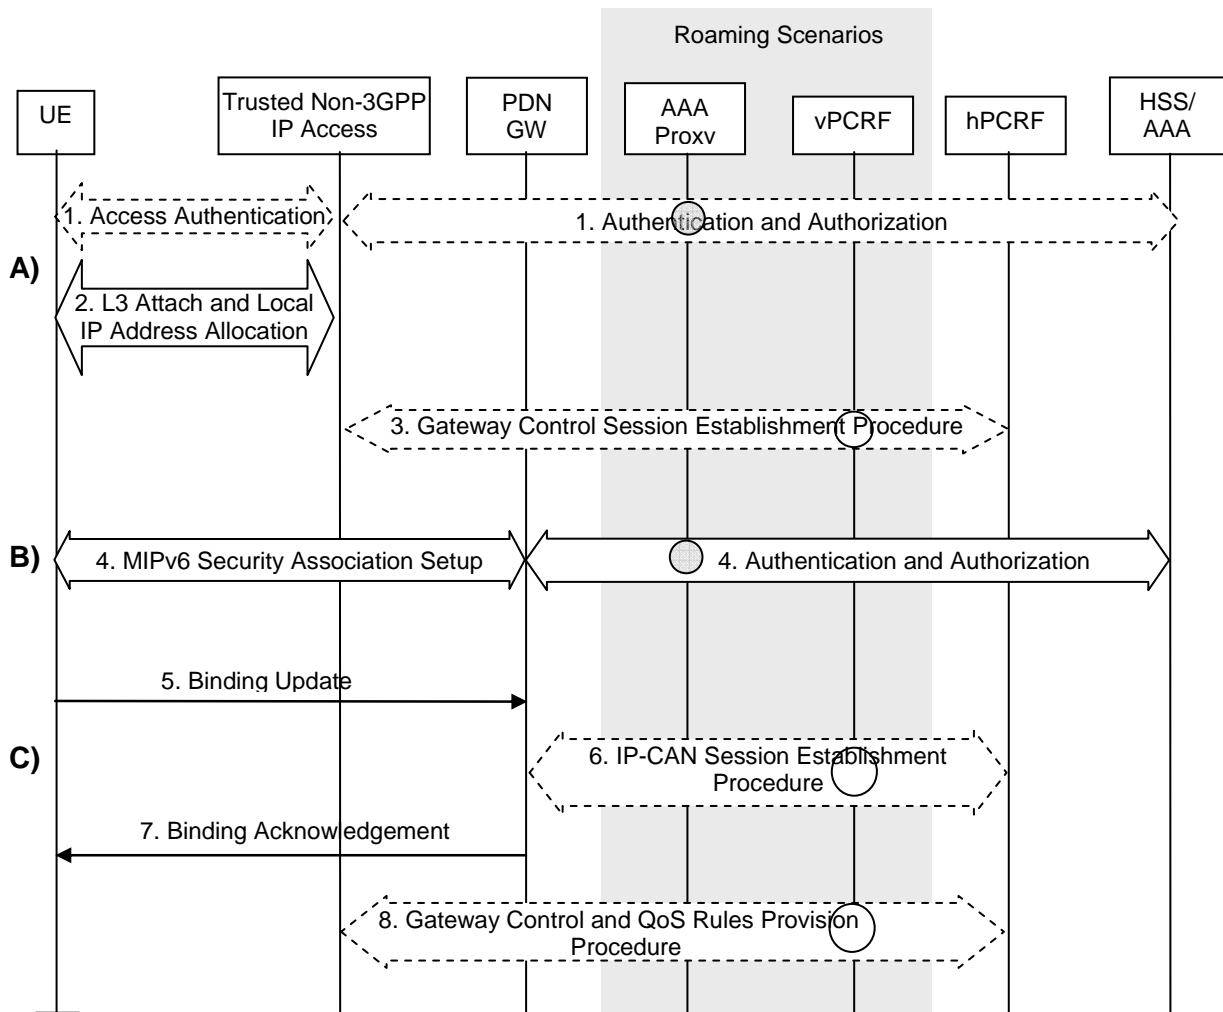 Roaming Scenarios
UE
Trusted Non-3GPP
IP Access
PDN
GW
AAA
Proxy
vPCRF
hPCRF
HSS/
AAA
1. Access Authentication
1. Authentication and Authorization
A)
2. L3 Attach and Local
IP Address Allocation
3. Gateway Control Session Establishment Procedure
B)
4. MIPv6 Security Association Setup
4. Authentication and Authorization
5. Binding Update
C)
6. IP-CAN Session Establishment
Procedure
7. Binding Acknowledgement
8. Gateway Control and QoS Rules Provision
Procedure